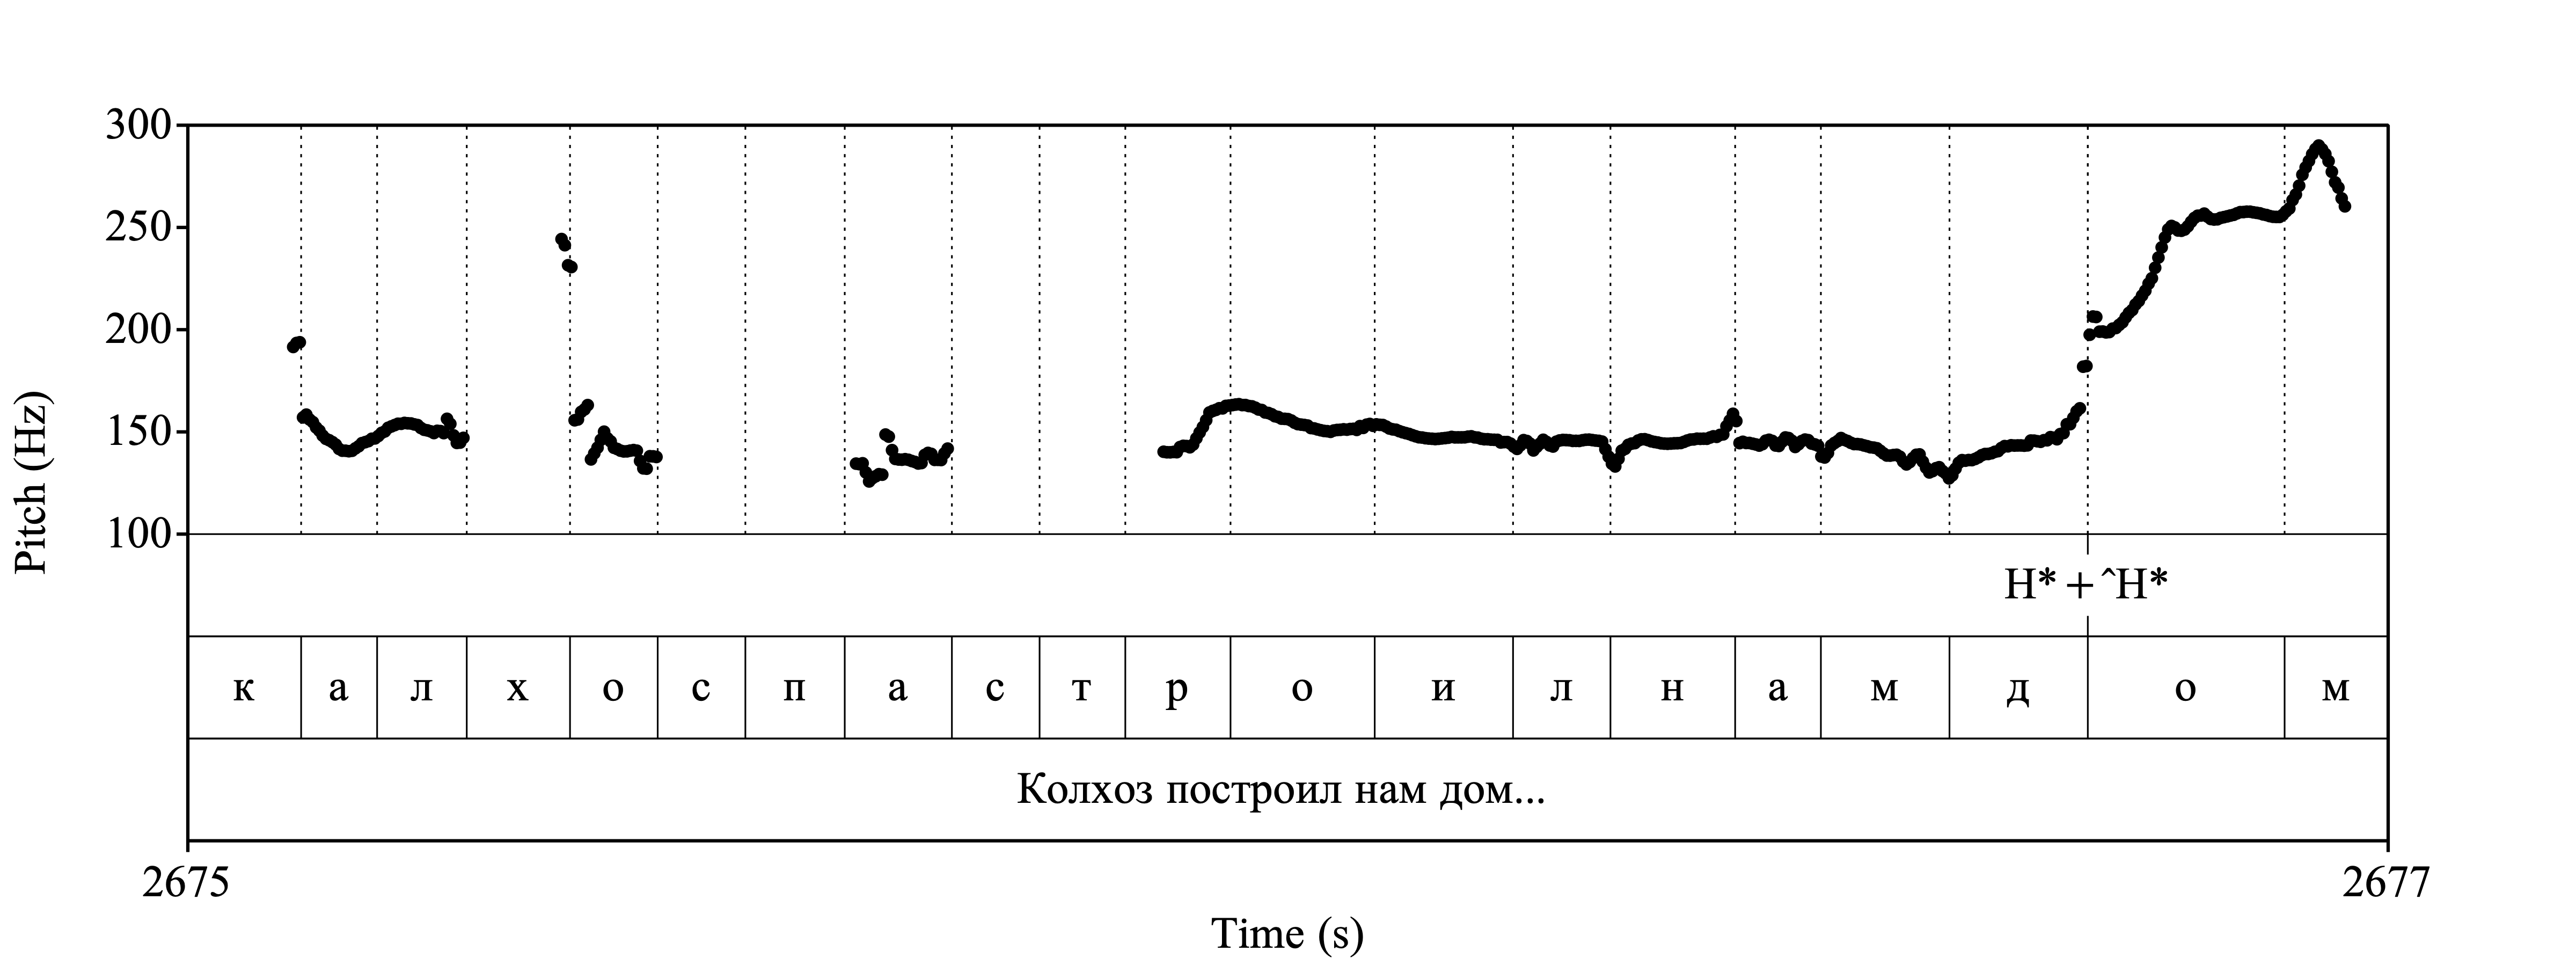 300
250
200
150
100
Pitch (Hz)
H* + ^H*
к а л х о с п а с т р о и л н а м д о м
Колхоз построил нам дом...
2675 2677
Time (s)